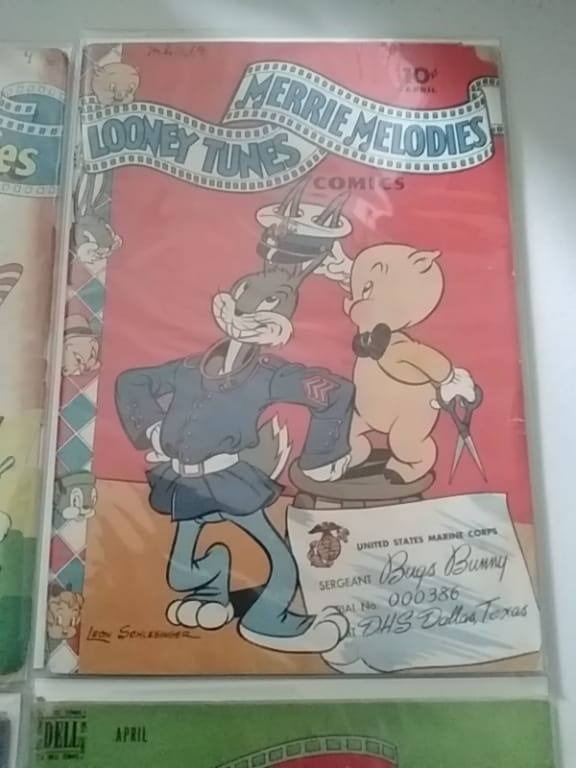 4
es
MERRIE MELODIES
LOONEY TUNES
COMICS
10¢
APRIL
UNITED STATES MARINE CORPS
SERGEANT Bugs Bunny
No. 000386
DHS Dallas, Texas
LEON SCHLESINGER
DELL
APRIL